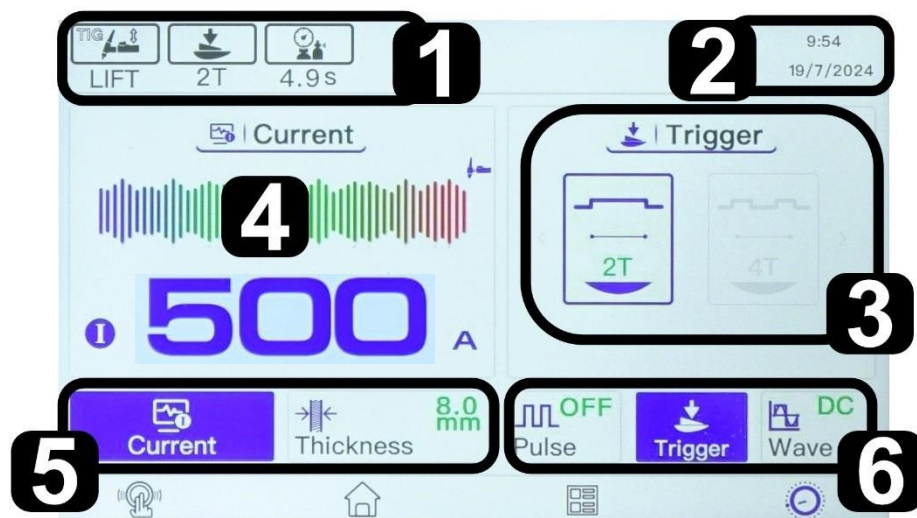 TIG
LIFT 2T 4.9s
1
2
9:54
19/7/2024
Current
4
I 500 A
Trigger
2T 4T
3
Current
Thickness 8.0 mm
5
Pulse OFF
Trigger
Wave DC
6